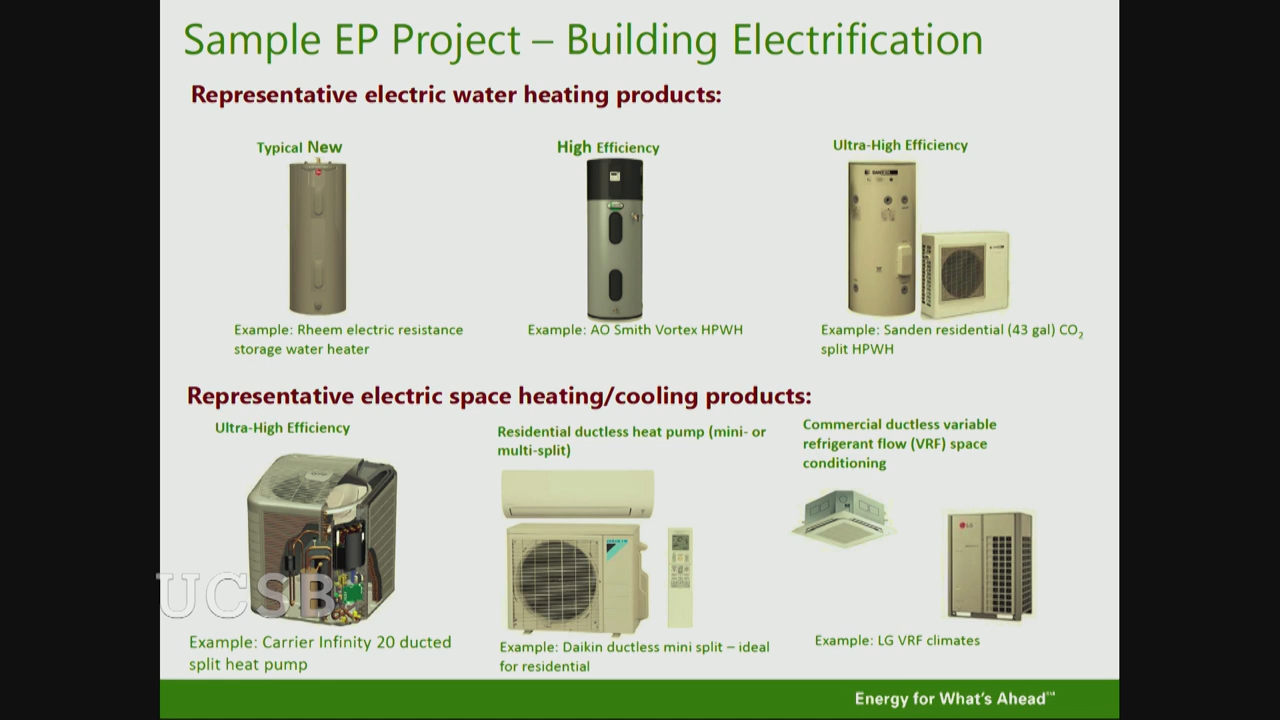 Sample EP Project – Building Electrification
Representative electric water heating products:
Typical New
High Efficiency
Ultra-High Efficiency
Example: Rheem electric resistance
storage water heater
Example: AO Smith Vortex HPWH
Example: Sanden residential (43 gal) CO₂
split HPWH
Representative electric space heating/cooling products:
Ultra-High Efficiency
Residential ductless heat pump (mini- or
multi-split)
Commercial ductless variable
refrigerant flow (VRF) space
conditioning
LG
UCSB
Example: Carrier Infinity 20 ducted
split heat pump
Example: Daikin ductless mini split – ideal
for residential
Example: LG VRF climates
Energy for What's Ahead℠